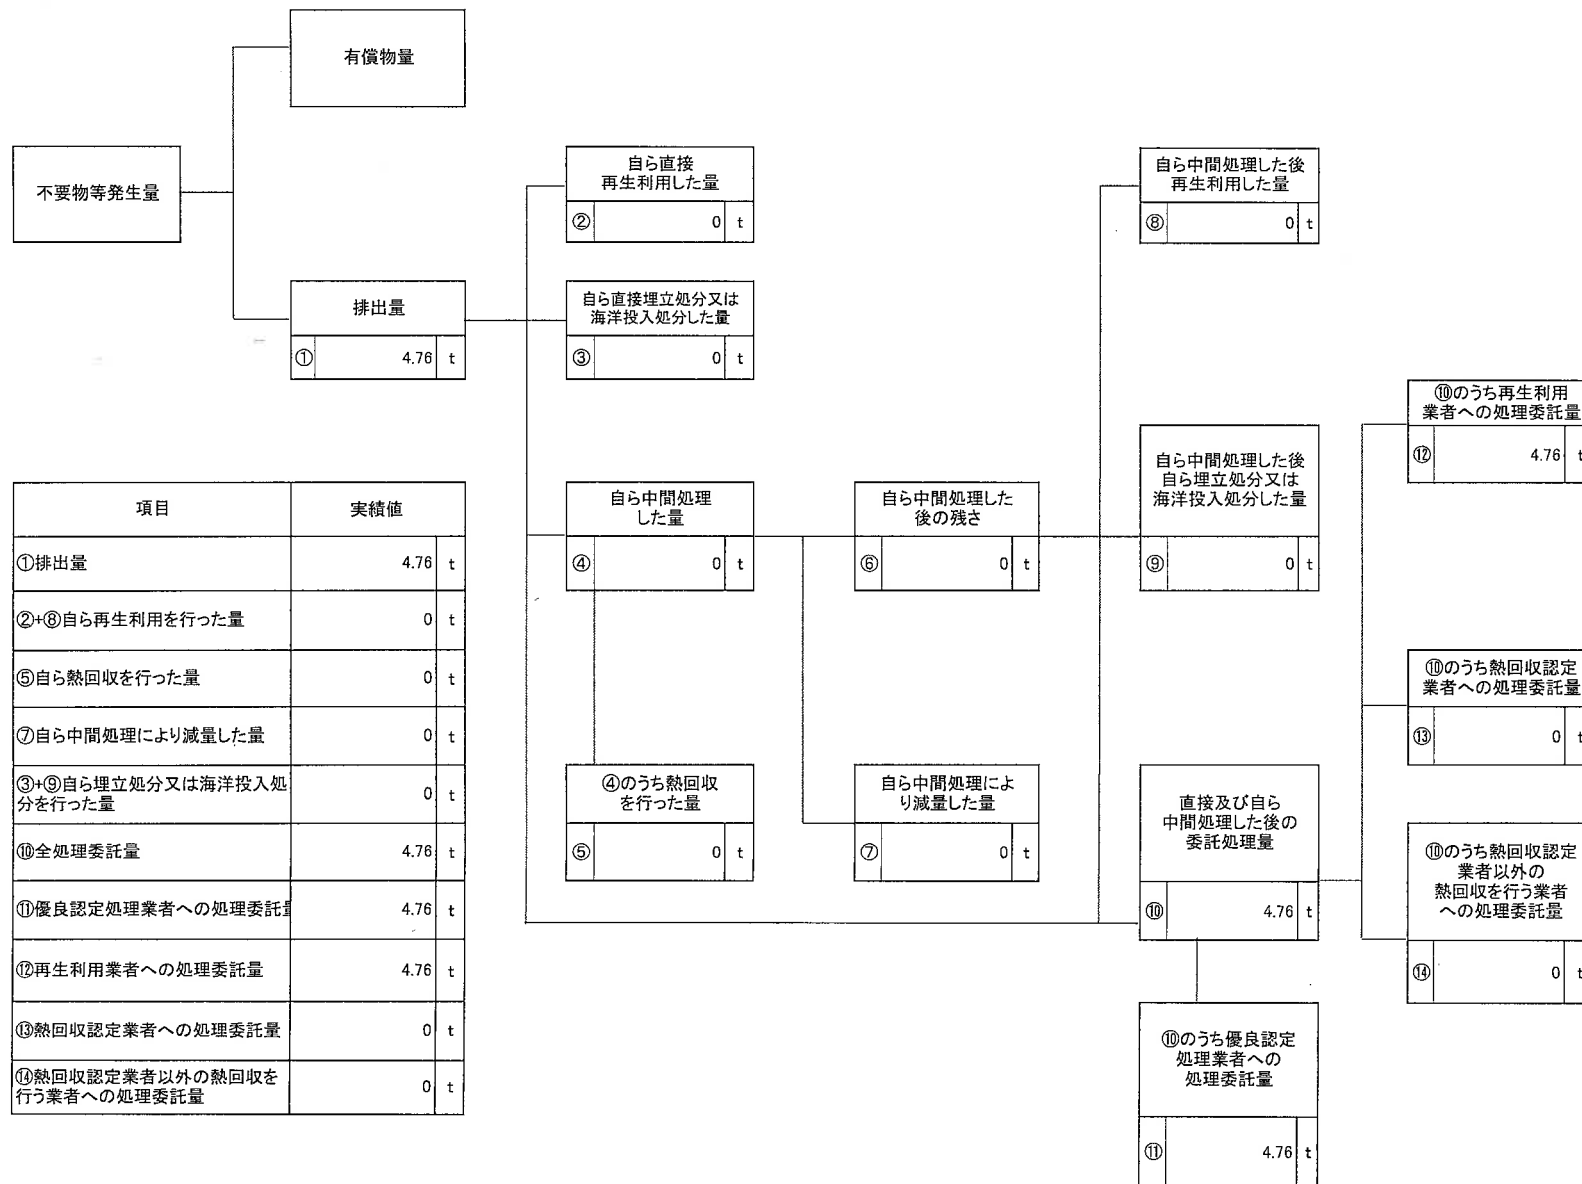 有償物量
不要物等発生量
排出量
① 4.76 t
自ら直接
再生利用した量
② 0 t
自ら直接埋立処分又は
海洋投入処分した量
③ 0 t
自ら中間処理
した量
④ 0 t
④のうち熱回収
を行った量
⑤ 0 t
自ら中間処理した
後の残さ
⑥ 0 t
自ら中間処理によ
り減量した量
⑦ 0 t
自ら中間処理した後
再生利用した量
⑧ 0 t
自ら中間処理した後
自ら埋立処分又は
海洋投入処分した量
⑨ 0 t
直接及び自ら
中間処理した後の
委託処理量
⑩ 4.76 t
⑩のうち優良認定
処理業者への
処理委託量
⑪ 4.76 t
⑩のうち再生利用
業者への処理委託量
⑫ 4.76 t
⑩のうち熱回収認定
業者への処理委託量
⑬ 0 t
⑩のうち熱回収認定
業者以外の
熱回収を行う業者
への処理委託量
⑭ 0 t
項目 実績値
①排出量 4.76 t
②+⑧自ら再生利用を行った量 0 t
⑤自ら熱回収を行った量 0 t
⑦自ら中間処理により減量した量 0 t
③+⑨自ら埋立処分又は海洋投入処
分を行った量 0 t
⑩全処理委託量 4.76 t
⑪優良認定処理業者への処理委託量 4.76 t
⑫再生利用業者への処理委託量 4.76 t
⑬熱回収認定業者への処理委託量 0 t
⑭熱回収認定業者以外の熱回収を
行う業者への処理委託量 0 t